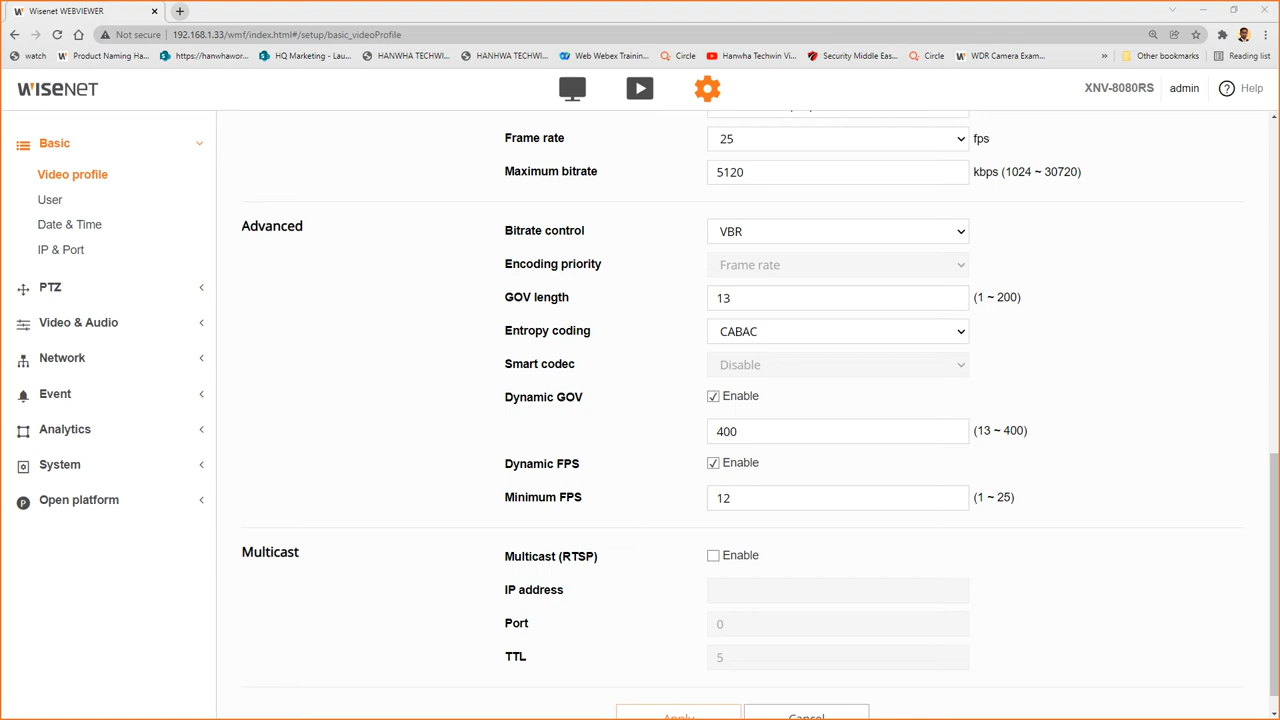 Wisenet WEBVIEWER
Not secure | 192.168.1.33/wmf/index.html#/setup/basic_videoProfile
watch Product Naming Ha... https://hanwhawor... HQ Marketing - Lau... HANWHA TECHWI... HANHWA TECHWI... Web Webex Training... Circle Hanwha Techwin Vi... Security Middle Eas... Circle WDR Camera Exam... » Other bookmarks Reading list
WISENET XNV-8080RS admin ? Help
Basic
Video profile
User
Date & Time
IP & Port
PTZ
Video & Audio
Network
Event
Analytics
System
P Open platform
Frame rate 25 fps
Maximum bitrate 5120 kbps (1024 ~ 30720)
Advanced
Bitrate control VBR
Encoding priority Frame rate
GOV length 13 (1 ~ 200)
Entropy coding CABAC
Smart codec Disable
Dynamic GOV Enable
400 (13 ~ 400)
Dynamic FPS Enable
Minimum FPS 12 (1 ~ 25)
Multicast
Multicast (RTSP) Enable
IP address
Port 0
TTL 5
Apply Cancel